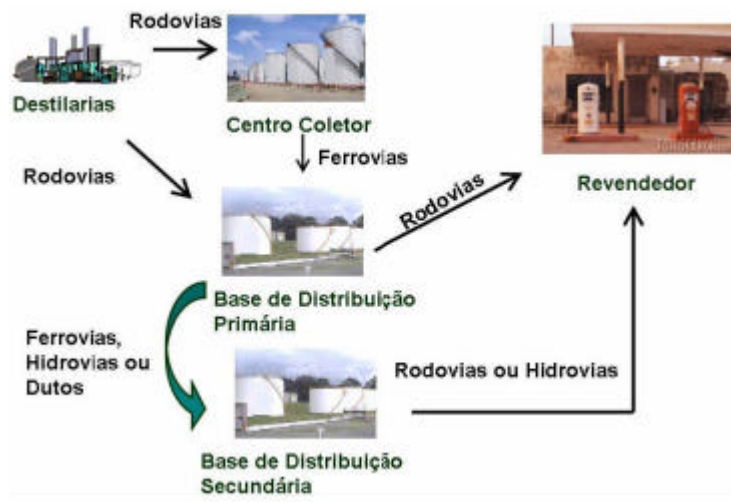 Rodovias
Destilarias
Centro Coletor
Ferrovias
Rodovias
Rodovias
Revendedor
Base de Distribuição
Primária
Ferrovias,
Hidrovias ou
Dutos
Rodovias ou Hidrovias
Base de Distribuição
Secundária